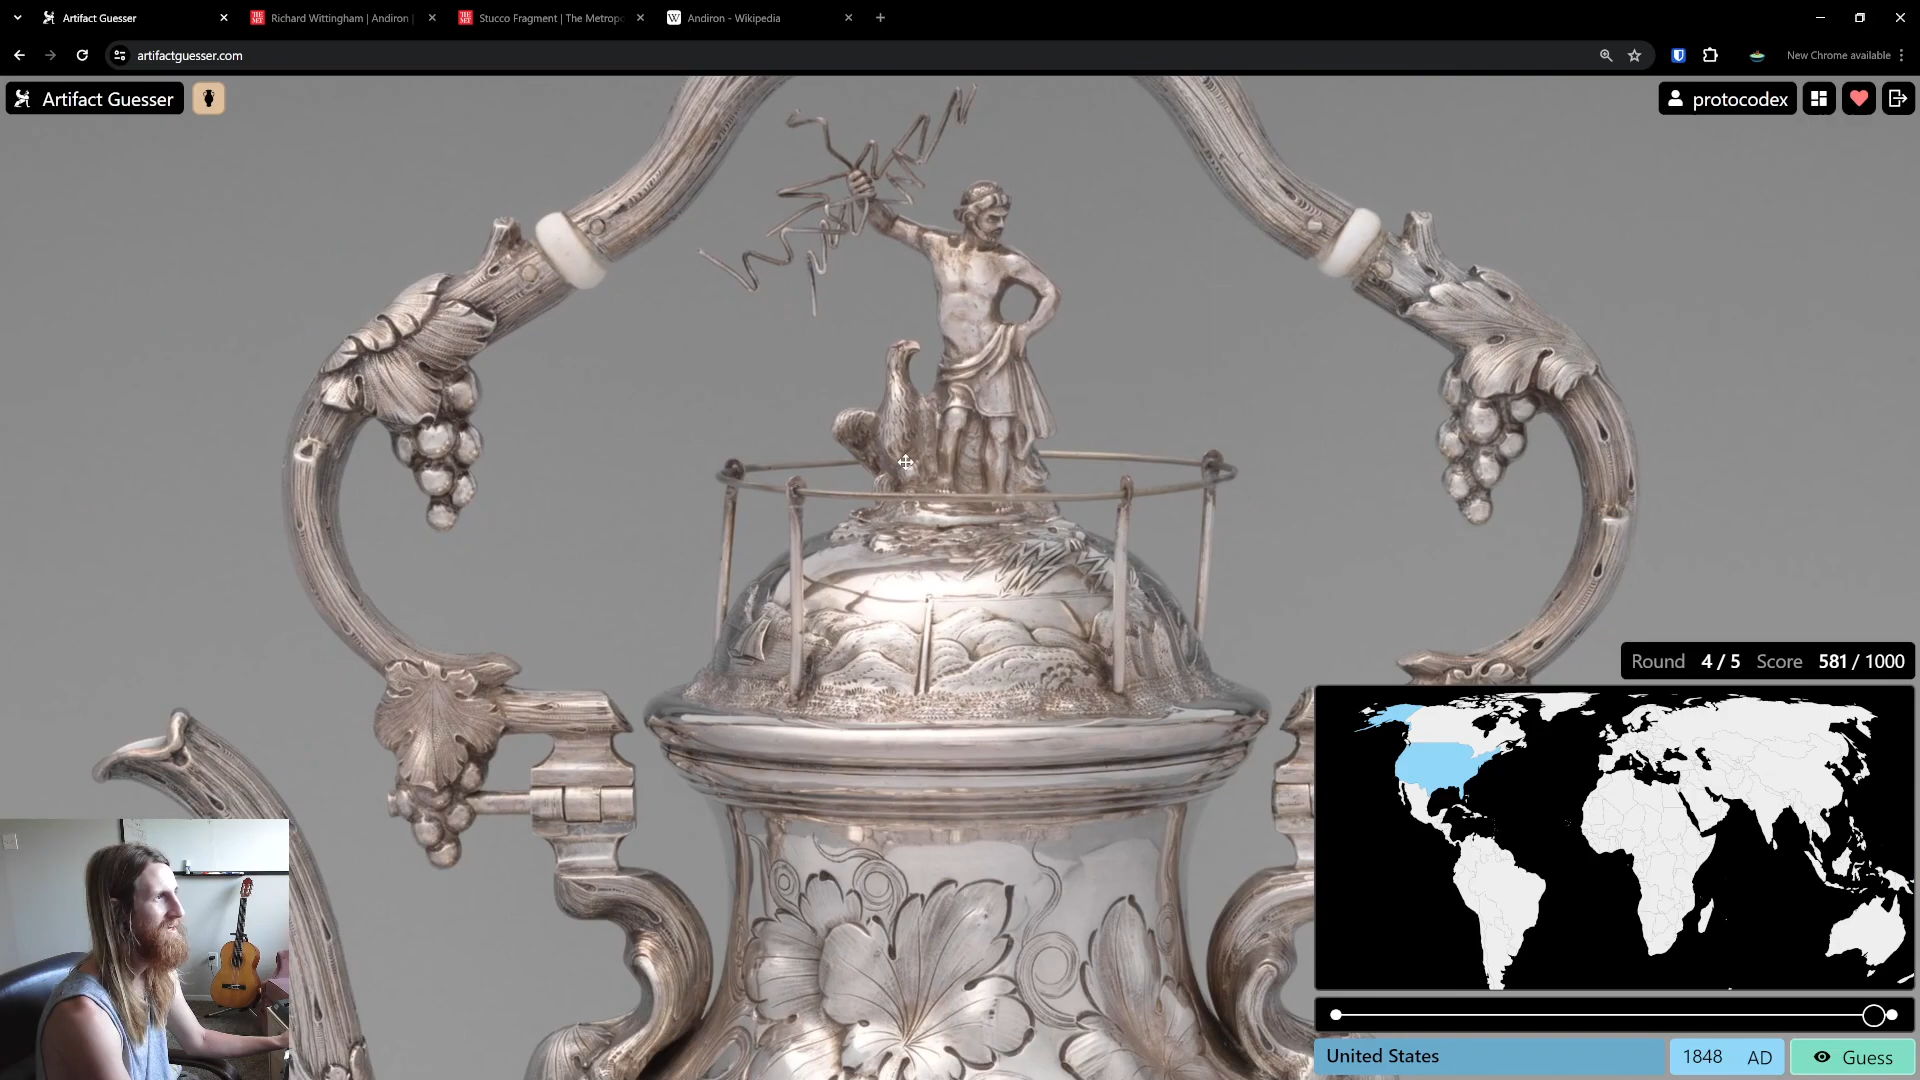 Artifact Guesser
Richard Wittingham | Andiron |
Stucco Fragment | The Metropo
Andiron - Wikipedia
artifactguesser.com
New Chrome available
Artifact Guesser
protocodex
Round 4 / 5 Score 581 / 1000
United States
1848 AD
Guess